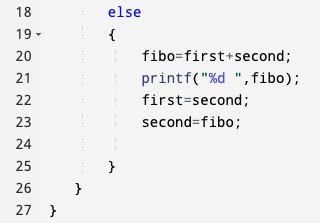 18 else
19 {
20 fibo=first+second;
21 printf("%d ",fibo);
22 first=second;
23 second=fibo;
24
25 }
26 }
27 }